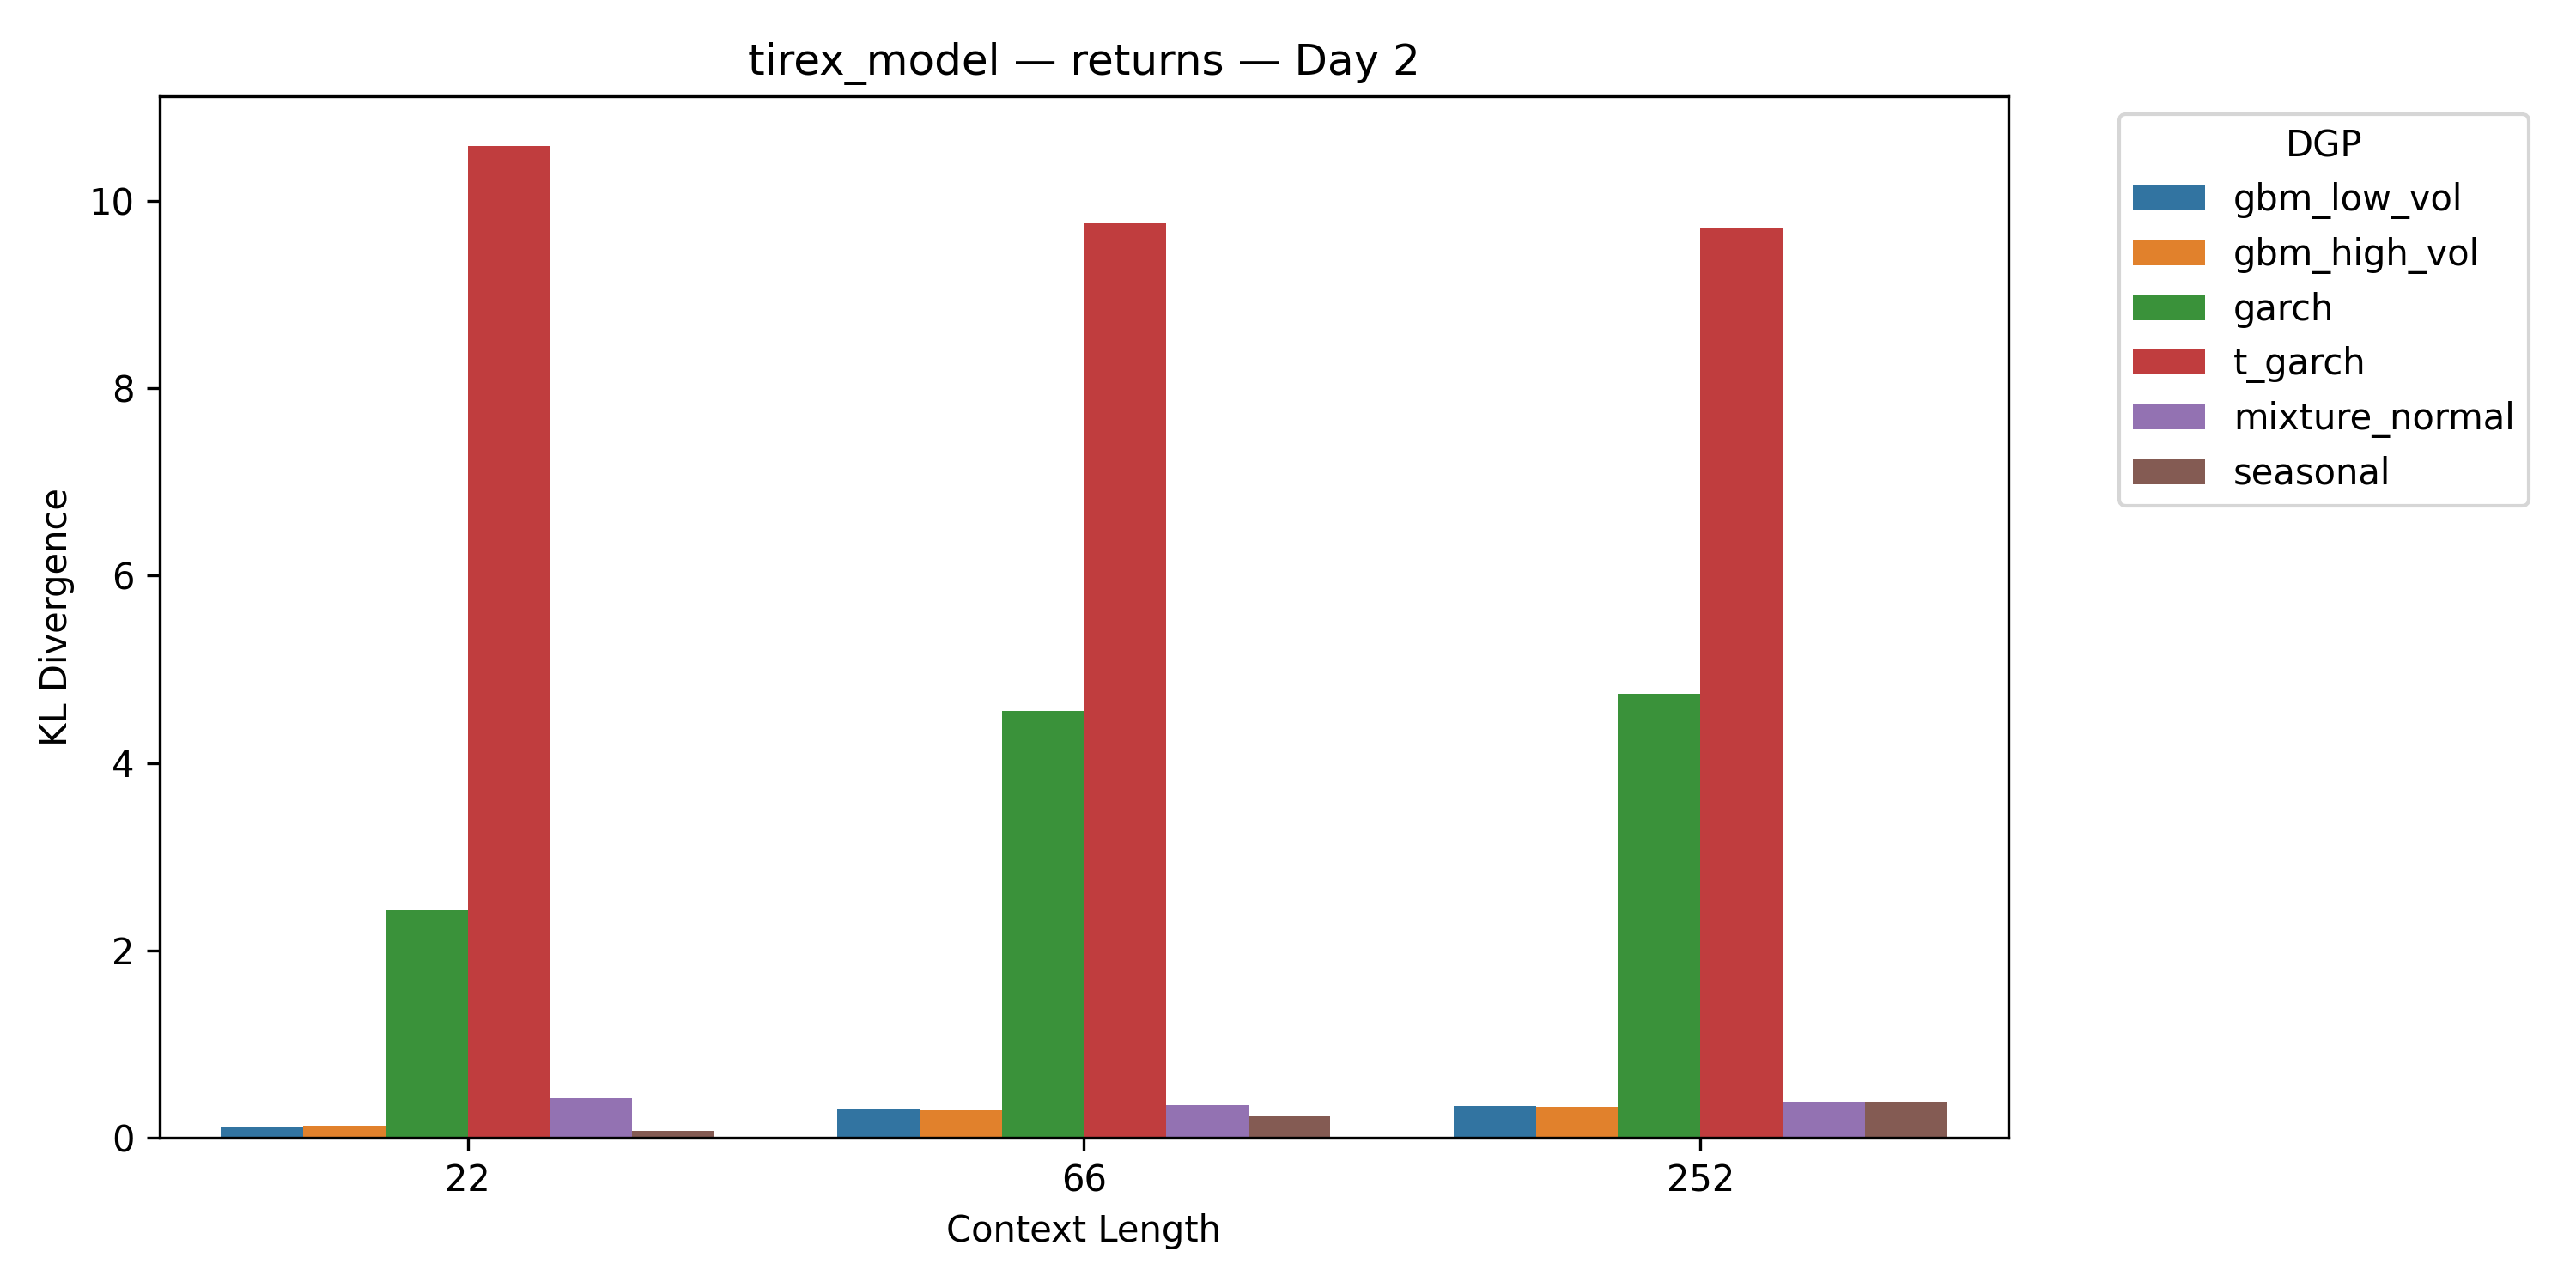 tirex_model — returns — Day 2
KL Divergence
10
8
6
4
2
0
22
66
252
Context Length
DGP
gbm_low_vol
gbm_high_vol
garch
t_garch
mixture_normal
seasonal